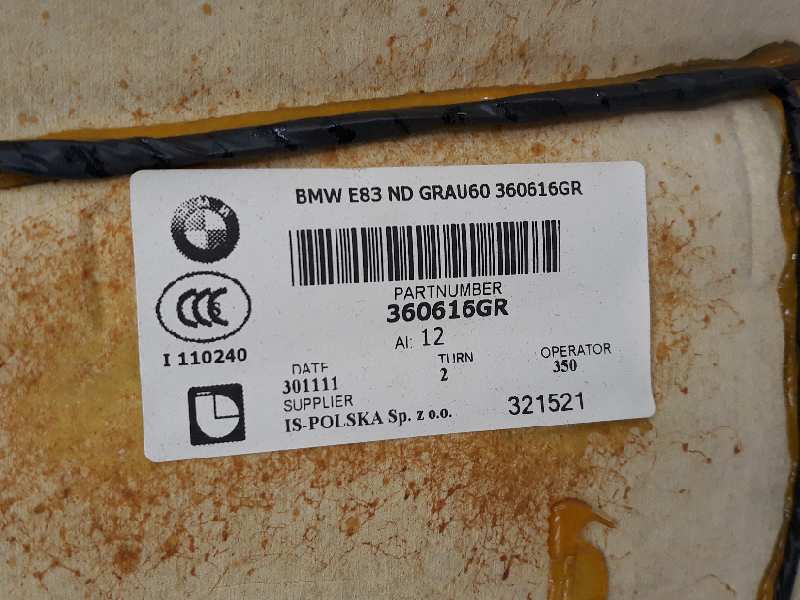 BMW E83 ND GRAU60 360616GR
PARTNUMBER
360616GR
AI: 12
I 110240
DATE TURN OPERATOR
301111 2 350
SUPPLIER
IS-POLSKA Sp. z o.o. 321521